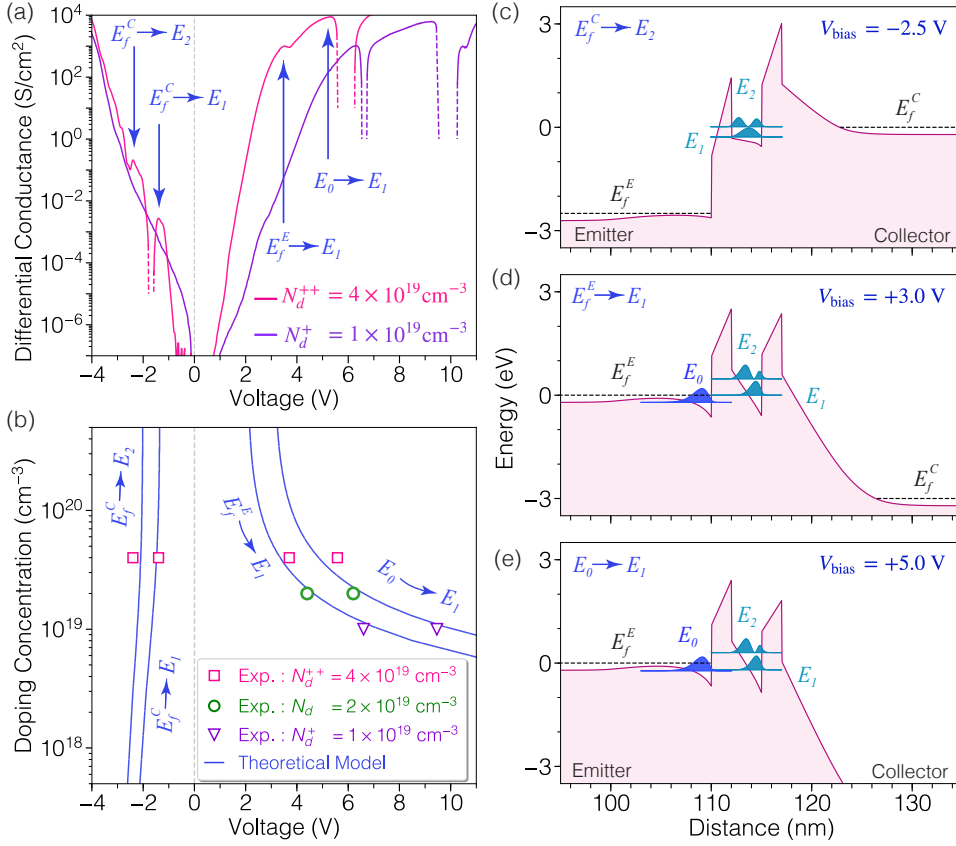 (a)
E_f^C → E_2
E_f^C → E_1
E_0 → E_1
E_f^E → E_1
N_d^{++} = 4 × 10^{19} cm^{−3}
N_d^+ = 1 × 10^{19} cm^{−3}
Differential Conductance (S/cm²)
10^4
10^2
10^0
10^{−2}
10^{−4}
10^{−6}
−4 −2 0 2 4 6 8 10
Voltage (V)
(b)
E_f^C → E_2
E_f^C → E_1
E_f^E → E_1
E_0 → E_1
Exp. : N_d^{++} = 4 × 10^{19} cm^{−3}
Exp. : N_d = 2 × 10^{19} cm^{−3}
Exp. : N_d^+ = 1 × 10^{19} cm^{−3}
Theoretical Model
Doping Concentration (cm^{−3})
10^{20}
10^{19}
10^{18}
−4 −2 0 2 4 6 8 10
Voltage (V)
(c)
E_f^C → E_2
V_bias = −2.5 V
E_2
E_1
E_f^C
E_f^E
Emitter
Collector
3
0
−3
(d)
E_f^E → E_1
V_bias = +3.0 V
E_2
E_f^E
E_0
E_1
E_f^C
3
0
−3
Energy (eV)
(e)
E_0 → E_1
V_bias = +5.0 V
E_2
E_f^E
E_0
E_1
Emitter
Collector
3
0
−3
100 110 120 130
Distance (nm)